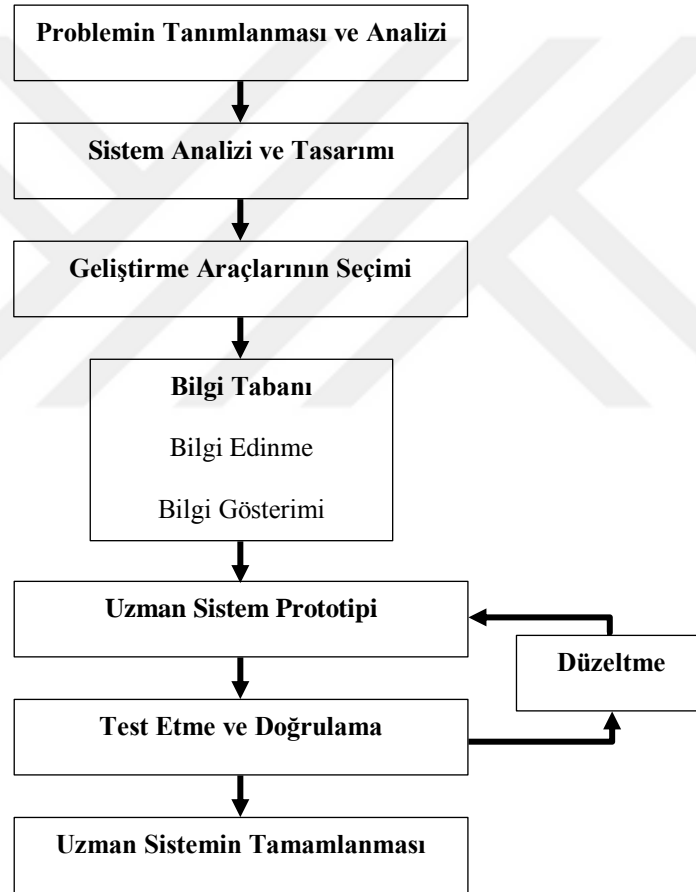 Problemin Tanımlanması ve Analizi
Sistem Analizi ve Tasarımı
Geliştirme Araçlarının Seçimi
Bilgi Tabanı
Bilgi Edinme
Bilgi Gösterimi
Uzman Sistem Prototipi
Düzeltme
Test Etme ve Doğrulama
Uzman Sistemin Tamamlanması